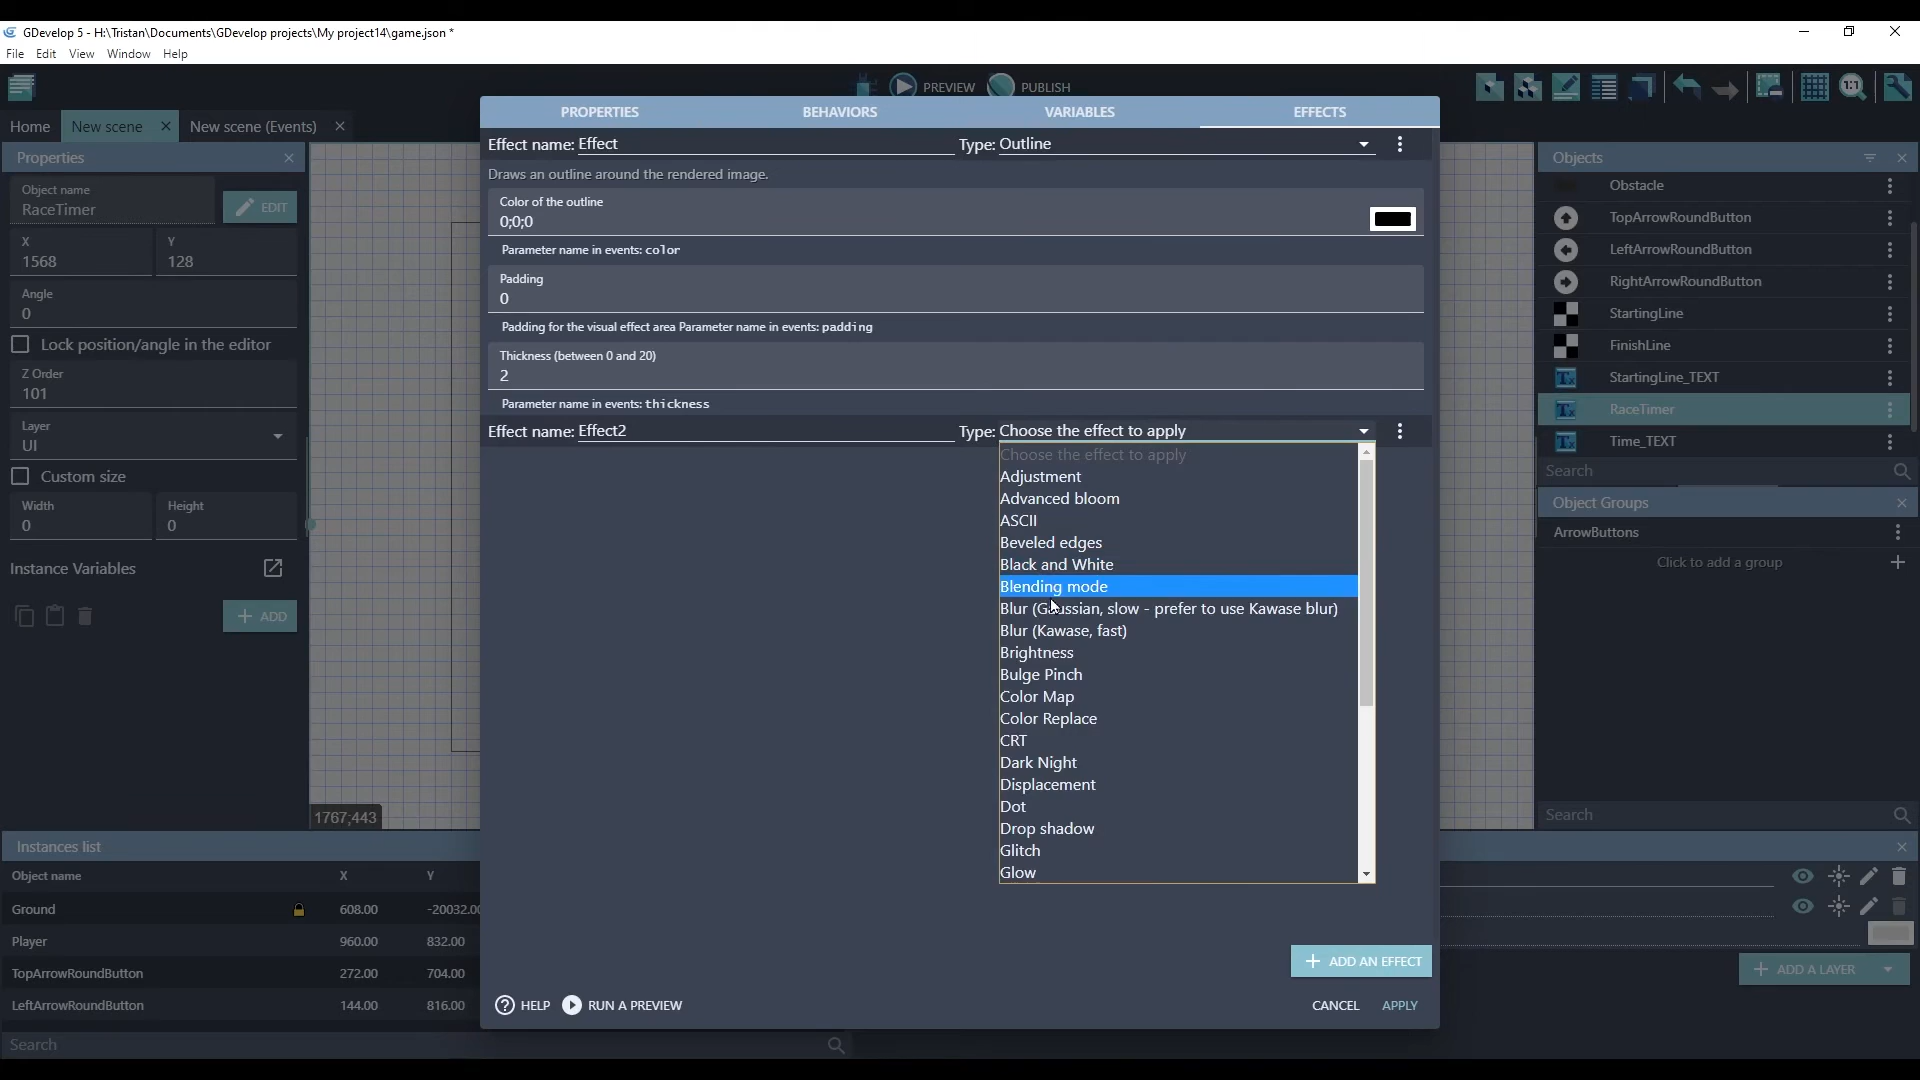 GDevelop 5 - H:\Tristan\Documents\GDevelop projects\My project14\game.json *
File Edit View Window Help
PREVIEW PUBLISH
Home New scene New scene (Events)
Properties
Object name
RaceTimer
EDIT
X Y
1568 128
Angle
0
Lock position/angle in the editor
Z Order
101
Layer
UI
Custom size
Width Height
0 0
Instance Variables
ADD
1767;443
Instances list
Object name X Y
Ground 608.00 -20032.00
Player 960.00 832.00
TopArrowRoundButton 272.00 704.00
LeftArrowRoundButton 144.00 816.00
Search
PROPERTIES BEHAVIORS VARIABLES EFFECTS
Effect name: Effect Type: Outline
Draws an outline around the rendered image.
Color of the outline
0;0;0
Parameter name in events: color
Padding
0
Padding for the visual effect area Parameter name in events: padding
Thickness (between 0 and 20)
2
Parameter name in events: thickness
Effect name: Effect2 Type: Choose the effect to apply
Choose the effect to apply
Adjustment
Advanced bloom
ASCII
Beveled edges
Black and White
Blending mode
Blur (Gaussian, slow - prefer to use Kawase blur)
Blur (Kawase, fast)
Brightness
Bulge Pinch
Color Map
Color Replace
CRT
Dark Night
Displacement
Dot
Drop shadow
Glitch
Glow
ADD AN EFFECT
HELP RUN A PREVIEW CANCEL APPLY
Objects
Obstacle
TopArrowRoundButton
LeftArrowRoundButton
RightArrowRoundButton
StartingLine
FinishLine
StartingLine_TEXT
RaceTimer
Time_TEXT
Search
Object Groups
ArrowButtons
Click to add a group
Search
ADD A LAYER